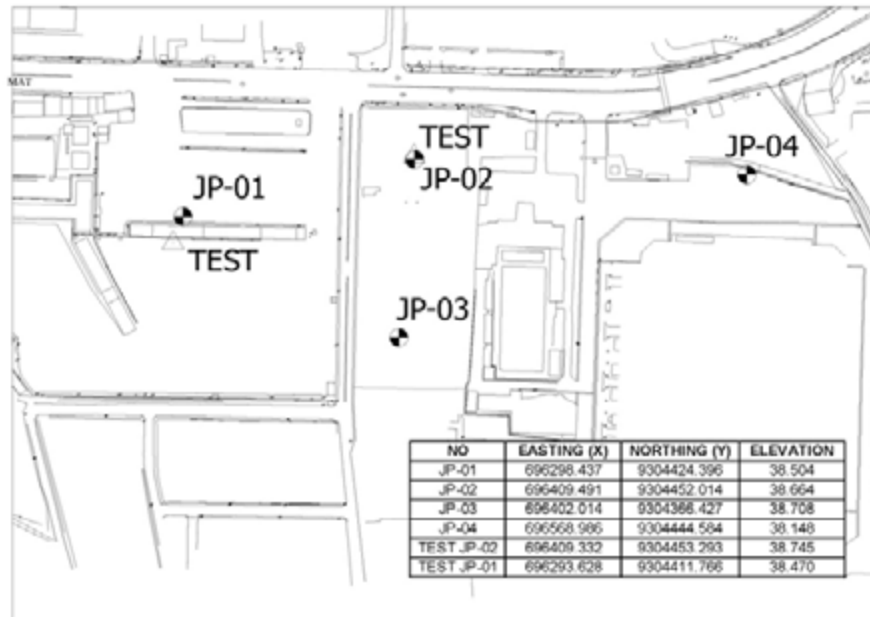 MAT
TEST
JP-02
JP-04
JP-01
TEST
JP-03
NO EASTING (X) NORTHING (Y) ELEVATION
JP-01 696298.437 9304424.396 38.504
JP-02 696409.491 9304452.014 38.664
JP-03 696402.014 9304366.427 38.708
JP-04 696568.986 9304444.584 38.148
TEST JP-02 696409.332 9304453.293 38.745
TEST JP-01 696293.628 9304411.766 38.470